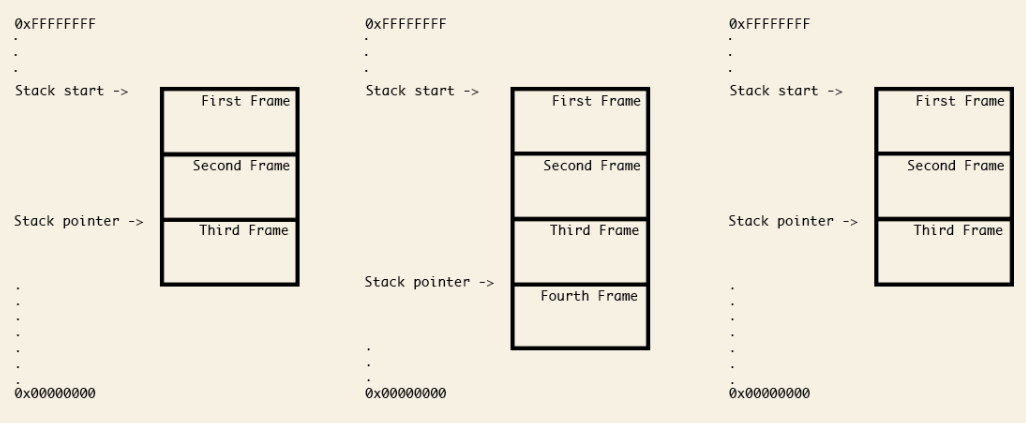 0xFFFFFFFF
.
.
.
Stack start ->
First Frame
Second Frame
Stack pointer ->
Third Frame
.
.
.
.
.
.
.
0x00000000
0xFFFFFFFF
.
.
.
Stack start ->
First Frame
Second Frame
Third Frame
Stack pointer ->
Fourth Frame
.
.
.
0x00000000
0xFFFFFFFF
.
.
.
Stack start ->
First Frame
Second Frame
Stack pointer ->
Third Frame
.
.
.
.
.
.
.
0x00000000